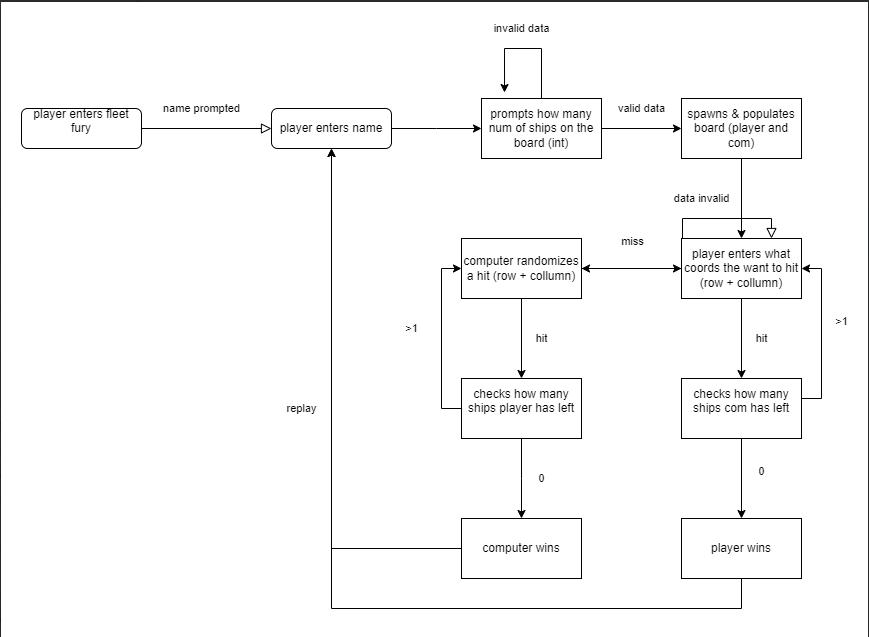 invalid data
player enters fleet
fury
name prompted
player enters name
prompts how many
num of ships on the
board (int)
valid data
spawns & populates
board (player and
com)
data invalid
computer randomizes
a hit (row + collumn)
miss
player enters what
coords the want to hit
(row + collumn)
>1
hit
hit
>1
replay
checks how many
ships player has left
checks how many
ships com has left
0
0
computer wins
player wins